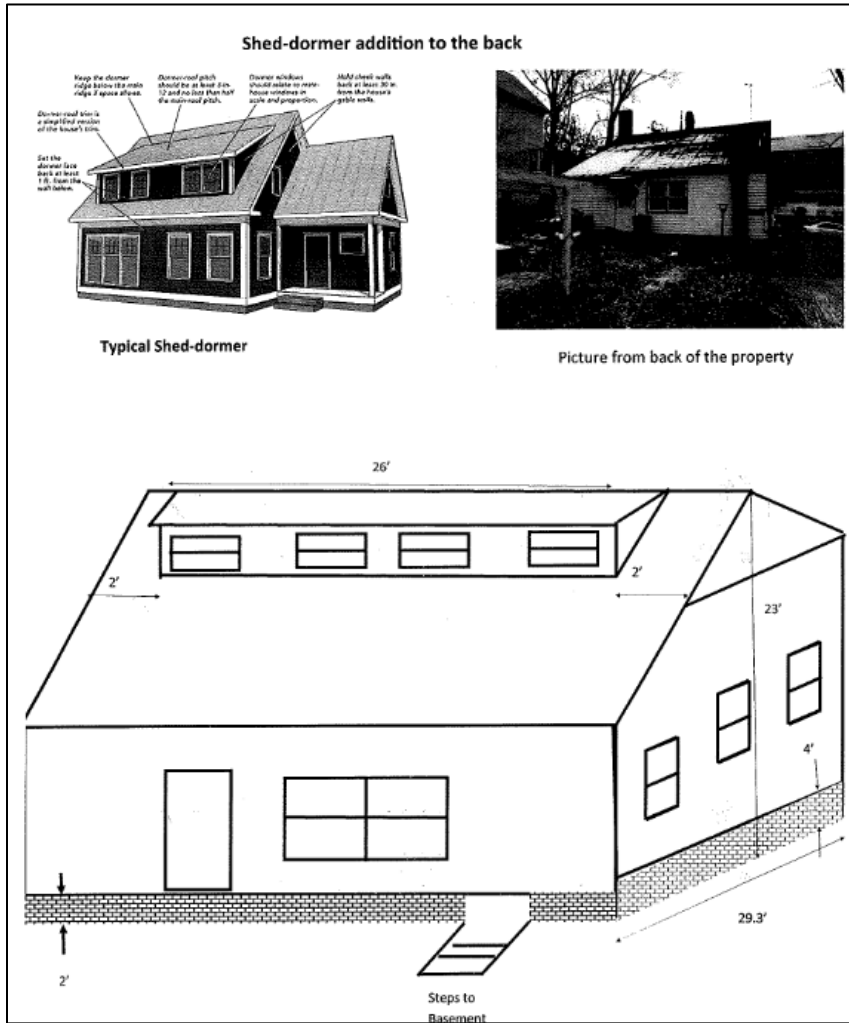 Shed-dormer addition to the back
Keep the dormer
ridge below the main
ridge if space allows.
Dormer-roof pitch
should be at least 3-in-
12 and no less than half
the main-roof pitch.
Dormer windows
should relate to main-
house windows in
scale and proportion.
Hold cheek walls
back at least 30 in.
from the house's
gable walls.
Dormer-roof trim is
a simplified version
of the house's trim.
Set the
dormer face
back at least
1 ft. from the
wall below.
Typical Shed-dormer
Picture from back of the property
26'
2'
2'
23'
4'
29.3'
2'
Steps to
Basement